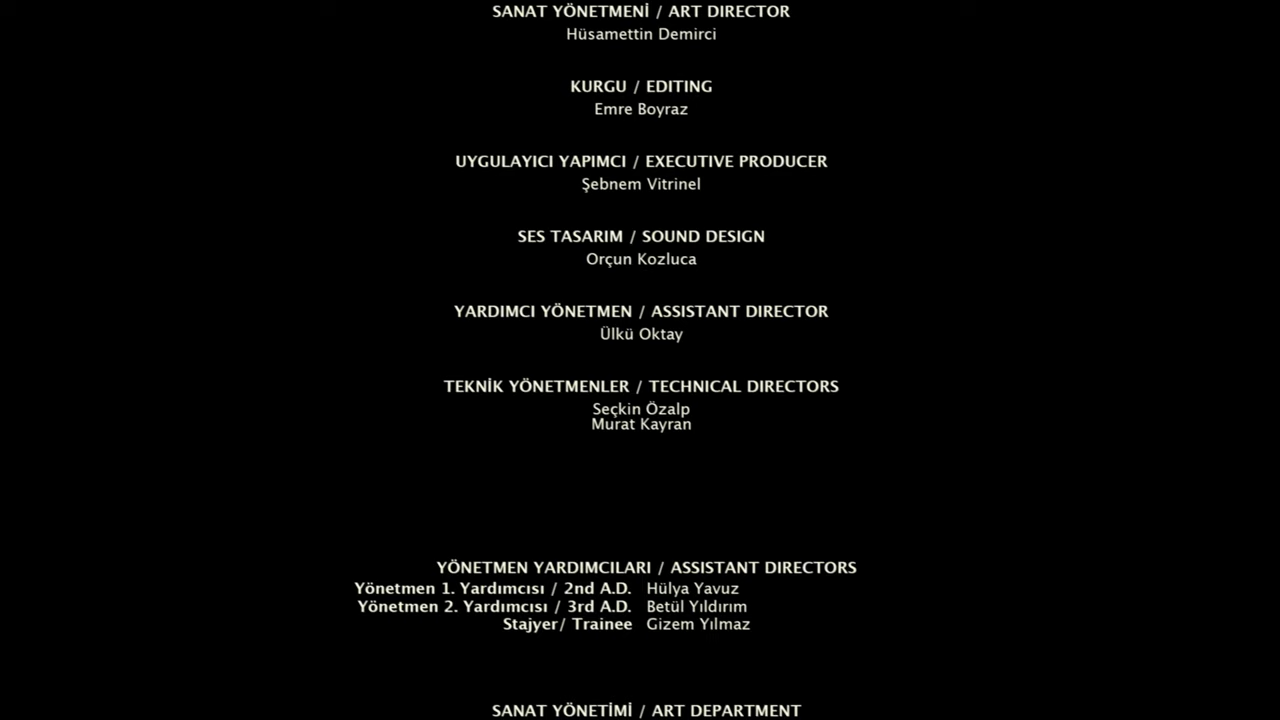 SANAT YÖNETMENİ / ART DIRECTOR
Hüsamettin Demirci
KURGU / EDITING
Emre Boyraz
UYGULAYICI YAPIMCI / EXECUTIVE PRODUCER
Şebnem Vitrinel
SES TASARIM / SOUND DESIGN
Orçun Kozluca
YARDIMCI YÖNETMEN / ASSISTANT DIRECTOR
Ülkü Oktay
TEKNİK YÖNETMENLER / TECHNICAL DIRECTORS
Seçkin Özalp
Murat Kayran
YÖNETMEN YARDIMCILARI / ASSISTANT DIRECTORS
Yönetmen 1. Yardımcısı / 2nd A.D. Hülya Yavuz
Yönetmen 2. Yardımcısı / 3rd A.D. Betül Yıldırım
Stajyer/ Trainee Gizem Yılmaz
SANAT YÖNETİMİ / ART DEPARTMENT